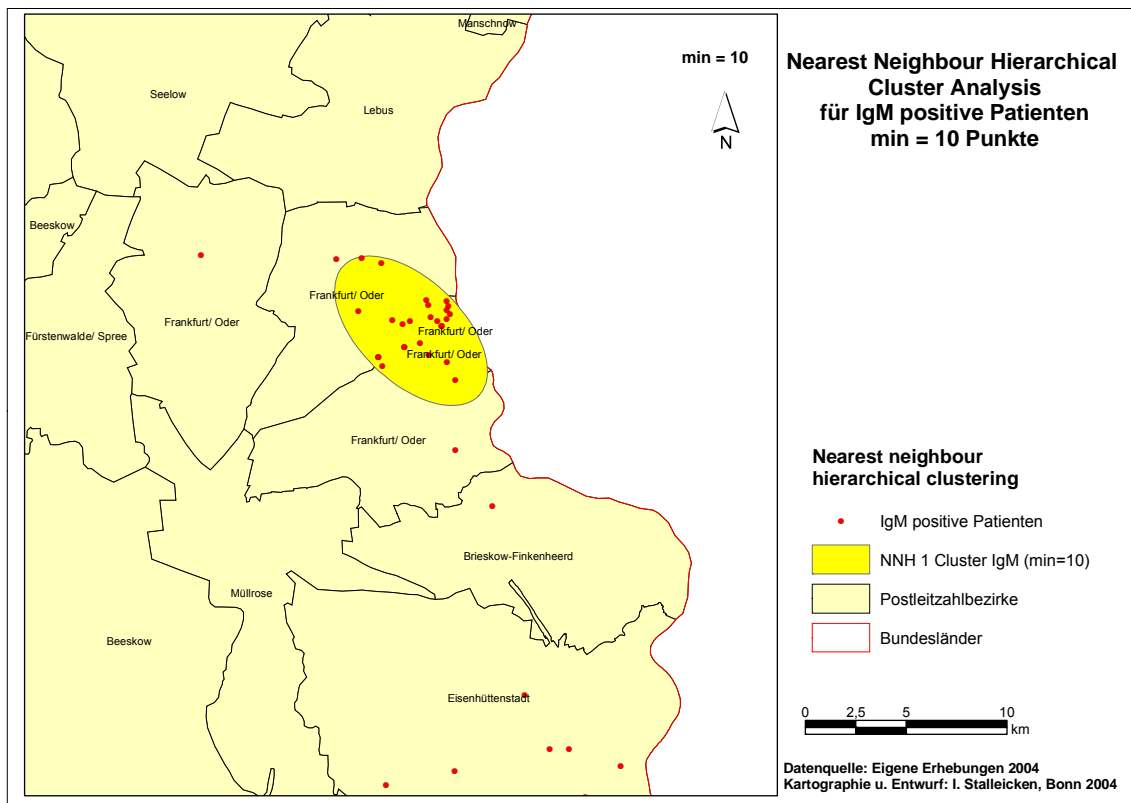 Manschnow
min = 10
Seelow
Lebus
N
Beeskow
Frankfurt/ Oder
Frankfurt/ Oder
Fürstenwalde/ Spree
Frankfurt/ Oder
Frankfurt/ Oder
Frankfurt/ Oder
Brieskow-Finkenheerd
Müllrose
Beeskow
Eisenhüttenstadt
Nearest Neighbour Hierarchical
Cluster Analysis
für IgM positive Patienten
min = 10 Punkte
Nearest neighbour
hierarchical clustering
IgM positive Patienten
NNH 1 Cluster IgM (min=10)
Postleitzahlbezirke
Bundesländer
0 2,5 5 10
km
Datenquelle: Eigene Erhebungen 2004
Kartographie u. Entwurf: I. Stalleicken, Bonn 2004